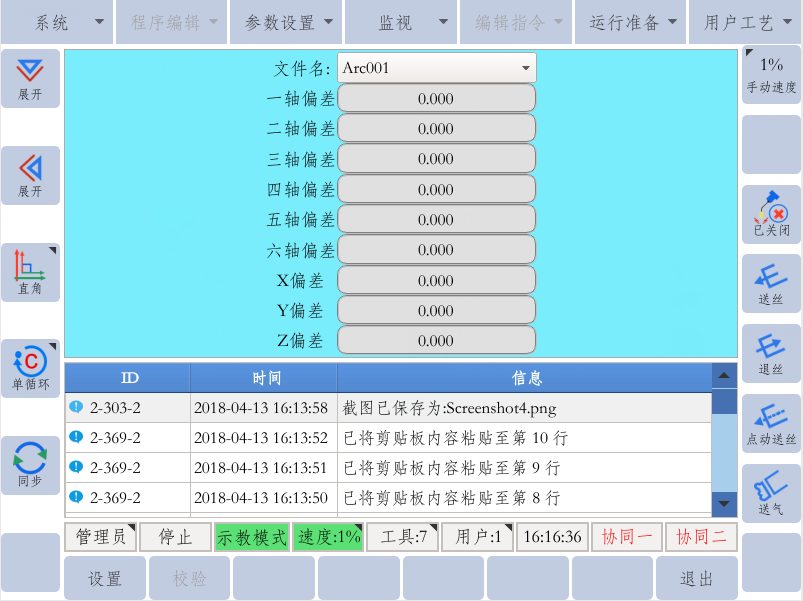 系统 程序编辑 参数设置 监视 编辑指令 运行准备 用户工艺
展开
展开
直角
C
单循环
同步
文件名: Arc001
一轴偏差 0.000
二轴偏差 0.000
三轴偏差 0.000
四轴偏差 0.000
五轴偏差 0.000
六轴偏差 0.000
X偏差 0.000
Y偏差 0.000
Z偏差 0.000
1%
手动速度
已关闭
送丝
退丝
点动送丝
送气
ID 时间 信息
2-303-2 2018-04-13 16:13:58 截图已保存为:Screenshot4.png
2-369-2 2018-04-13 16:13:52 已将剪贴板内容粘贴至第 10 行
2-369-2 2018-04-13 16:13:51 已将剪贴板内容粘贴至第 9 行
2-369-2 2018-04-13 16:13:50 已将剪贴板内容粘贴至第 8 行
管理员 停止 示教模式 速度:1% 工具:7 用户:1 16:16:36 协同一 协同二
设置 校验 退出